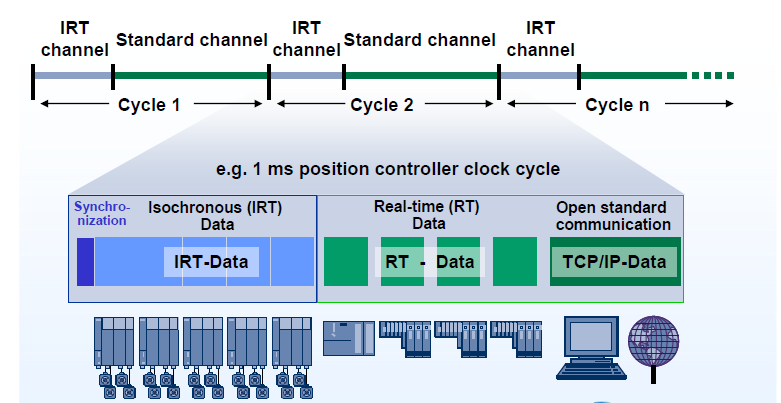 IRT
channel
Standard channel
IRT
channel
Standard channel
IRT
channel
Cycle 1
Cycle 2
Cycle n
e.g. 1 ms position controller clock cycle
Synchro-
nization
Isochronous (IRT)
Data
Real-time (RT)
Data
Open standard
communication
IRT-Data
RT - Data
TCP/IP-Data